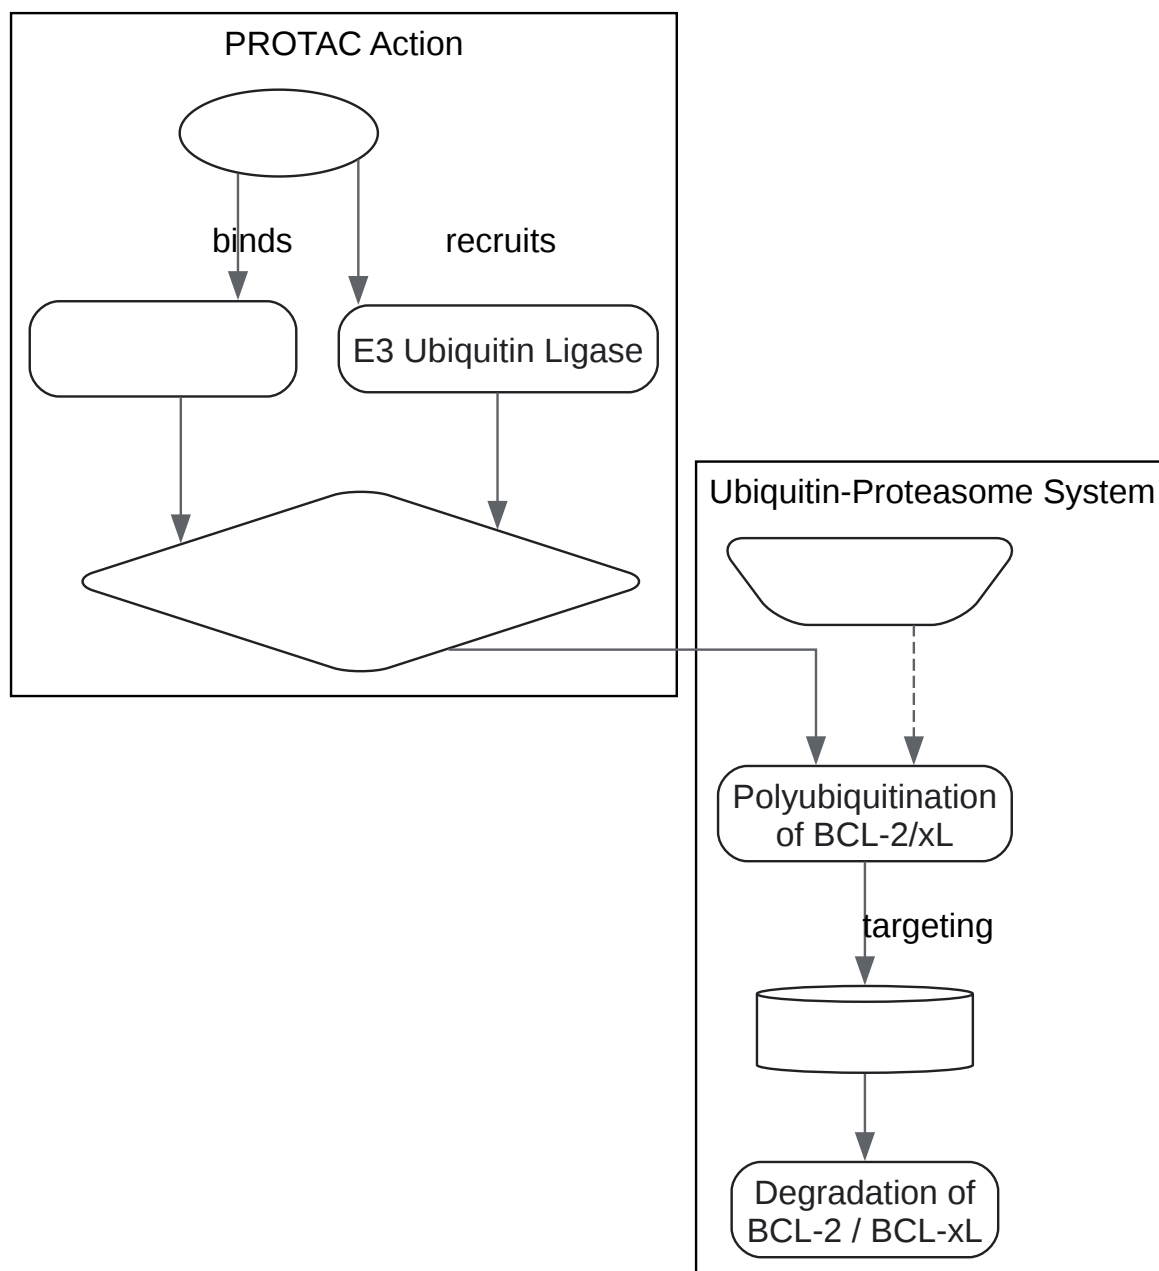 PROTAC Action
binds
recruits
E3 Ubiquitin Ligase
Ubiquitin-Proteasome System
Polyubiquitination
of BCL-2/xL
targeting
Degradation of
BCL-2 / BCL-xL